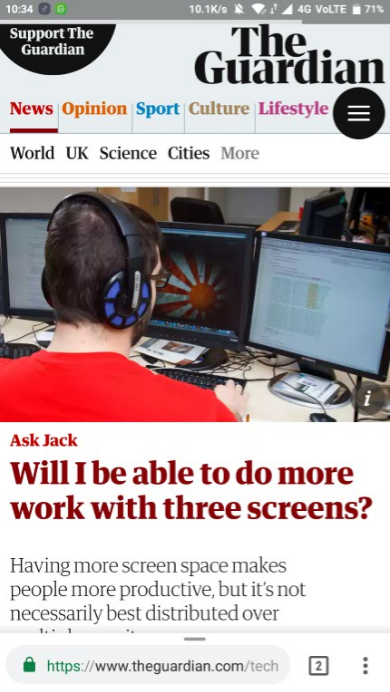 10:34 10.1K/s 4G VoLTE 71%
Support The
Guardian
The
Guardian
News Opinion Sport Culture Lifestyle
World UK Science Cities More
i
Ask Jack
Will I be able to do more
work with three screens?
Having more screen space makes
people more productive, but it's not
necessarily best distributed over
https://www.theguardian.com/tech 2